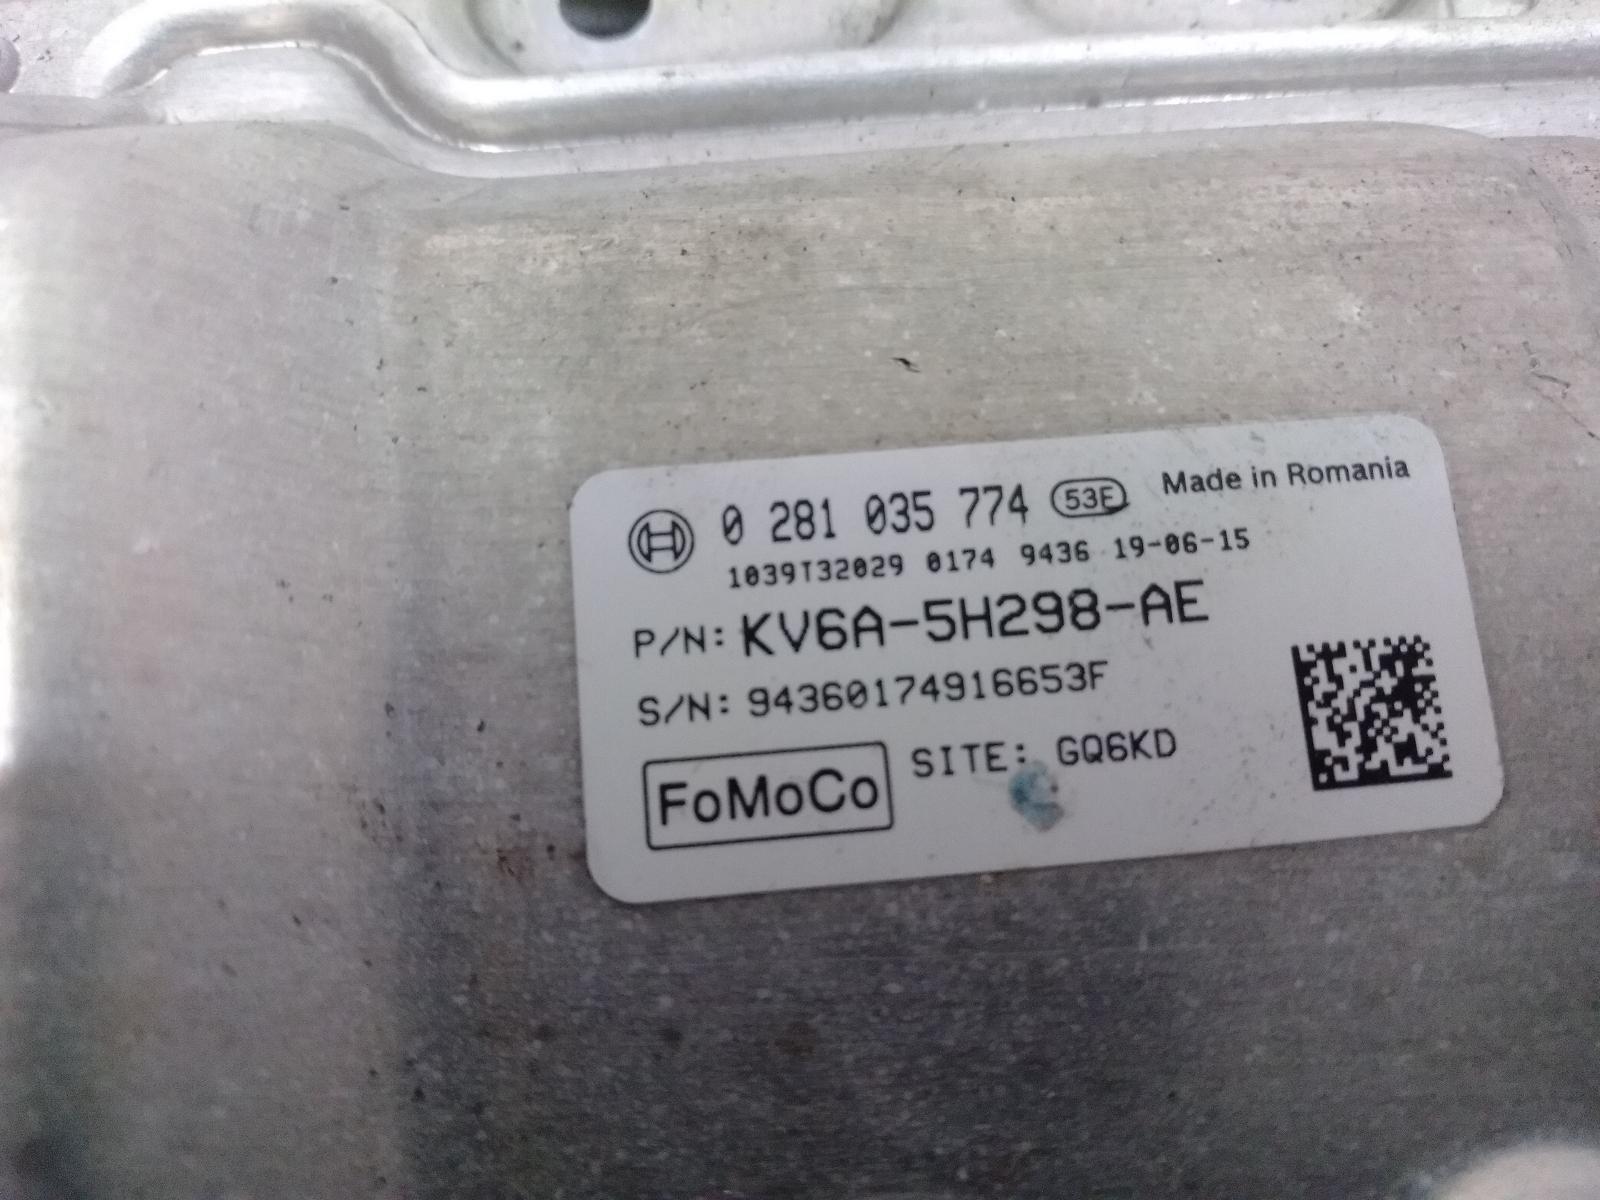 0 281 035 774 53F Made in Romania
1039T32029 0174 9436 19-06-15
P/N: KV6A-5H298-AE
S/N: 94360174916653F
FoMoCo SITE: GQ6KD